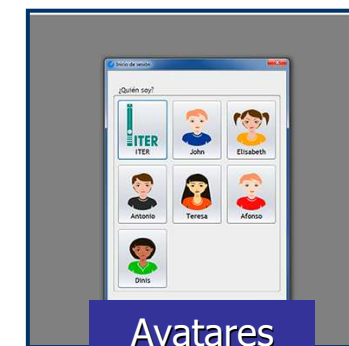 Inicio de sesión
¿Quién soy?
ITER
ITER
John
Elisabeth
Antonio
Teresa
Afonso
Dinis
Avatares